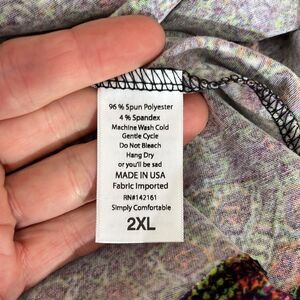 96 % Spun Polyester
4 % Spandex
Machine Wash Cold
Gentle Cycle
Do Not Bleach
Hang Dry
or you'll be sad
MADE IN USA
Fabric Imported
RN#142161
Simply Comfortable
2XL